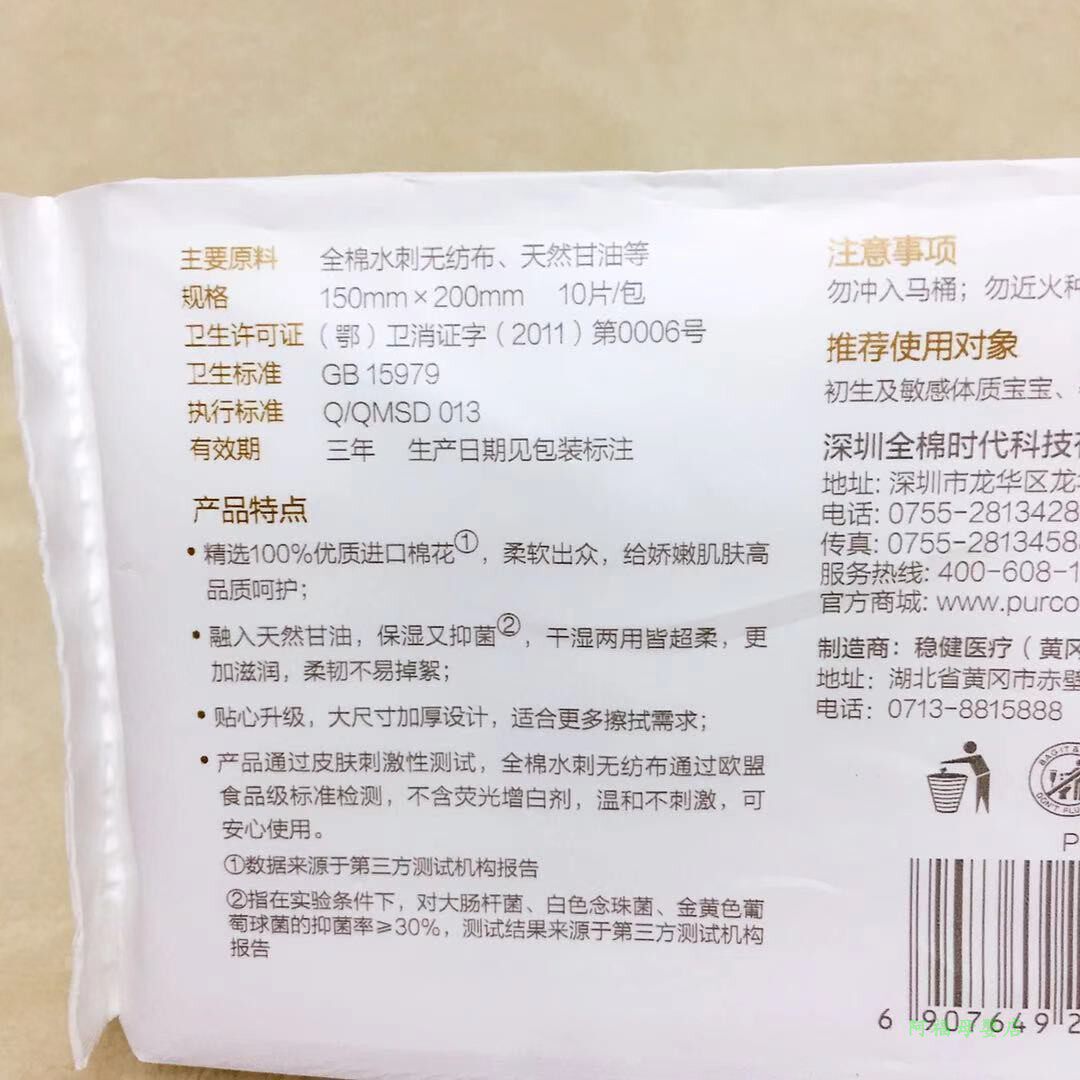 主要原料 全棉水刺无纺布、天然甘油等
规格 150mm×200mm 10片/包
卫生许可证 (鄂)卫消证字(2011)第0006号
卫生标准 GB 15979
执行标准 Q/QMSD 013
有效期 三年 生产日期见包装标注
产品特点
• 精选100%优质进口棉花①，柔软出众，给娇嫩肌肤高
品质呵护；
• 融入天然甘油，保湿又抑菌②，干湿两用皆超柔，更
加滋润，柔韧不易掉絮；
• 贴心升级，大尺寸加厚设计，适合更多擦拭需求；
• 产品通过皮肤刺激性测试，全棉水刺无纺布通过欧盟
食品级标准检测，不含荧光增白剂，温和不刺激，可
安心使用。
①数据来源于第三方测试机构报告
②指在实验条件下，对大肠杆菌、白色念珠菌、金黄色葡
萄球菌的抑菌率≥30%，测试结果来源于第三方测试机构
报告
注意事项
勿冲入马桶；勿近火种
推荐使用对象
初生及敏感体质宝宝、
深圳全棉时代科技
地址: 深圳市龙华区龙
电话: 0755-2813428
传真: 0755-2813458
服务热线: 400-608-1
官方商城: www.purco
制造商：稳健医疗（黄冈
地址：湖北省黄冈市赤壁
电话：0713-8815888
BAG IT &
DON'T FLU
P
6 907649 2
阿福母婴店